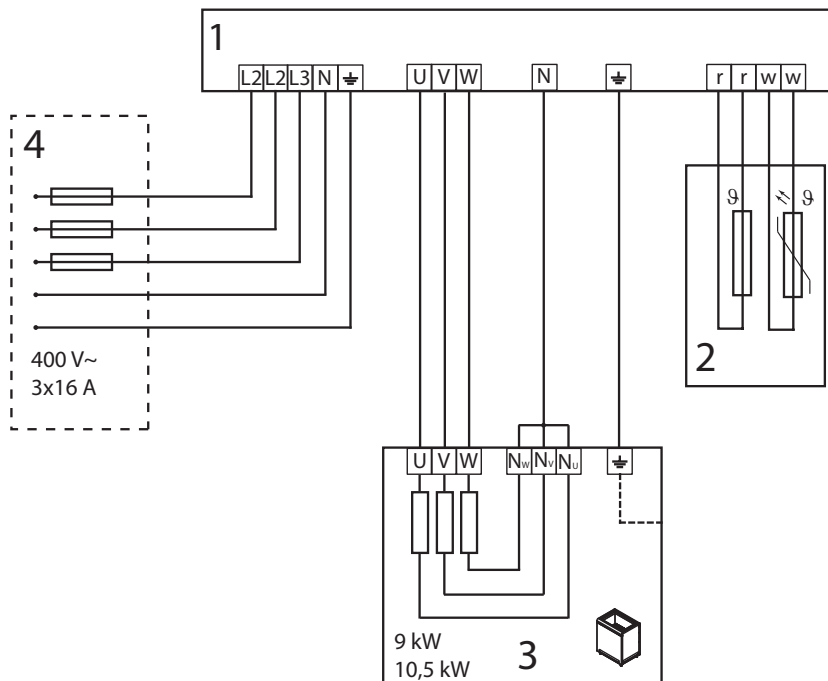 1
L2 L2 L3 N ⏚ U V W N ⏚ r r w w
4
ϑ ϑ
2
400 V~
3x16 A
U V W NW NV NU ⏚
9 kW
10,5 kW
3